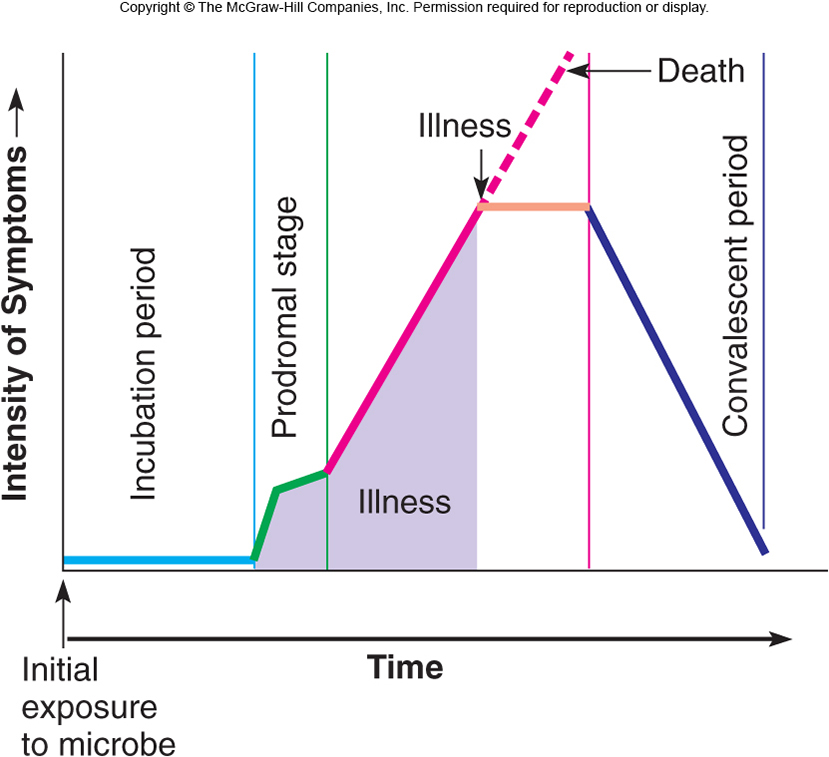 Copyright © The McGraw-Hill Companies, Inc. Permission required for reproduction or display.
Death
Illness
Intensity of Symptoms
Incubation period
Prodromal stage
Convalescent period
Illness
Initial
exposure
to microbe
Time